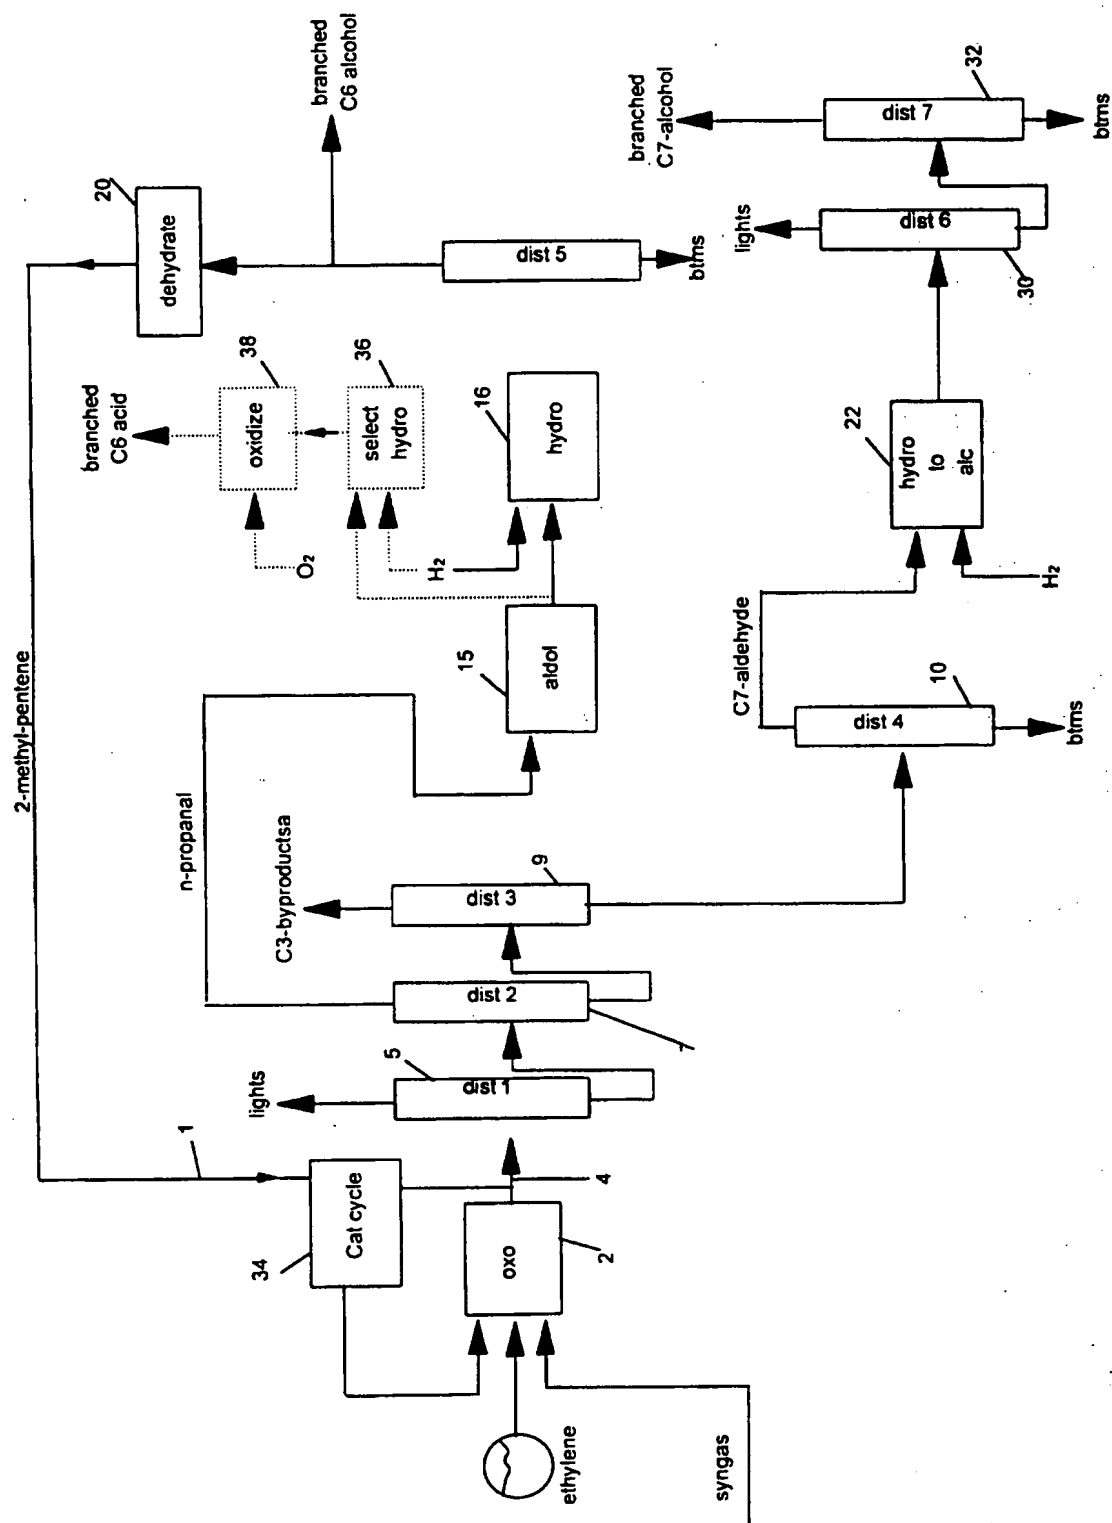 2-methyl-pentene
20
dehydrate
branched
C6 alcohol
branched
C6 acid
38
oxidize
O₂
36
select
hydro
H₂
16
hydro
dist 5
btms
n-propanal
15
aldol
1
34
Cat cycle
lights
5
dist 1
dist 2
7
C3-byproductsa
9
dist 3
4
oxo
2
ethylene
syngas
C7-aldehyde
10
dist 4
btms
22
hydro
to
alc
H₂
lights
dist 6
30
branched
C7-alcohol
32
dist 7
btms